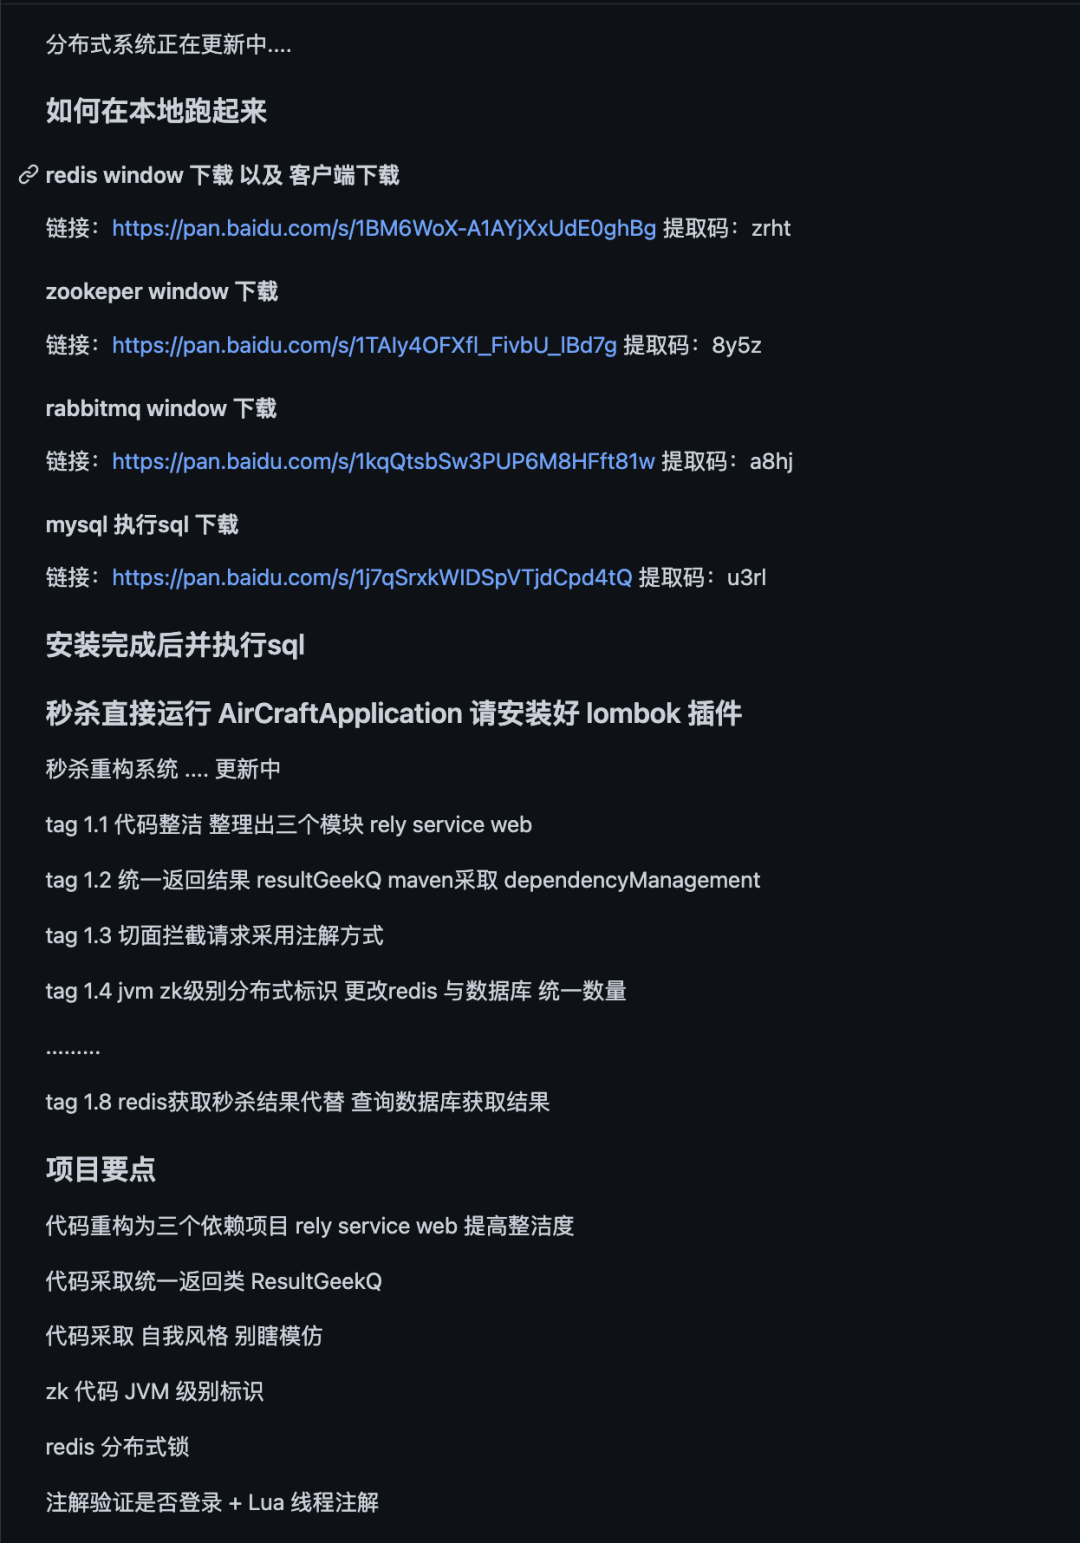 分布式系统正在更新中....
如何在本地跑起来
redis window 下载 以及 客户端下载
链接：https://pan.baidu.com/s/1BM6WoX-A1AYjXxUdE0ghBg 提取码：zrht
zookeper window 下载
链接：https://pan.baidu.com/s/1TAly4OFXfl_FivbU_lBd7g 提取码：8y5z
rabbitmq window 下载
链接：https://pan.baidu.com/s/1kqQtsbSw3PUP6M8HFft81w 提取码：a8hj
mysql 执行sql 下载
链接：https://pan.baidu.com/s/1j7qSrxkWIDSpVTjdCpd4tQ 提取码：u3rl
安装完成后并执行sql
秒杀直接运行 AirCraftApplication 请安装好 lombok 插件
秒杀重构系统 .... 更新中
tag 1.1 代码整洁 整理出三个模块 rely service web
tag 1.2 统一返回结果 resultGeekQ maven采取 dependencyManagement
tag 1.3 切面拦截请求采用注解方式
tag 1.4 jvm zk级别分布式标识 更改redis 与数据库 统一数量
.........
tag 1.8 redis获取秒杀结果代替 查询数据库获取结果
项目要点
代码重构为三个依赖项目 rely service web 提高整洁度
代码采取统一返回类 ResultGeekQ
代码采取 自我风格 别瞎模仿
zk 代码 JVM 级别标识
redis 分布式锁
注解验证是否登录 + Lua 线程注解